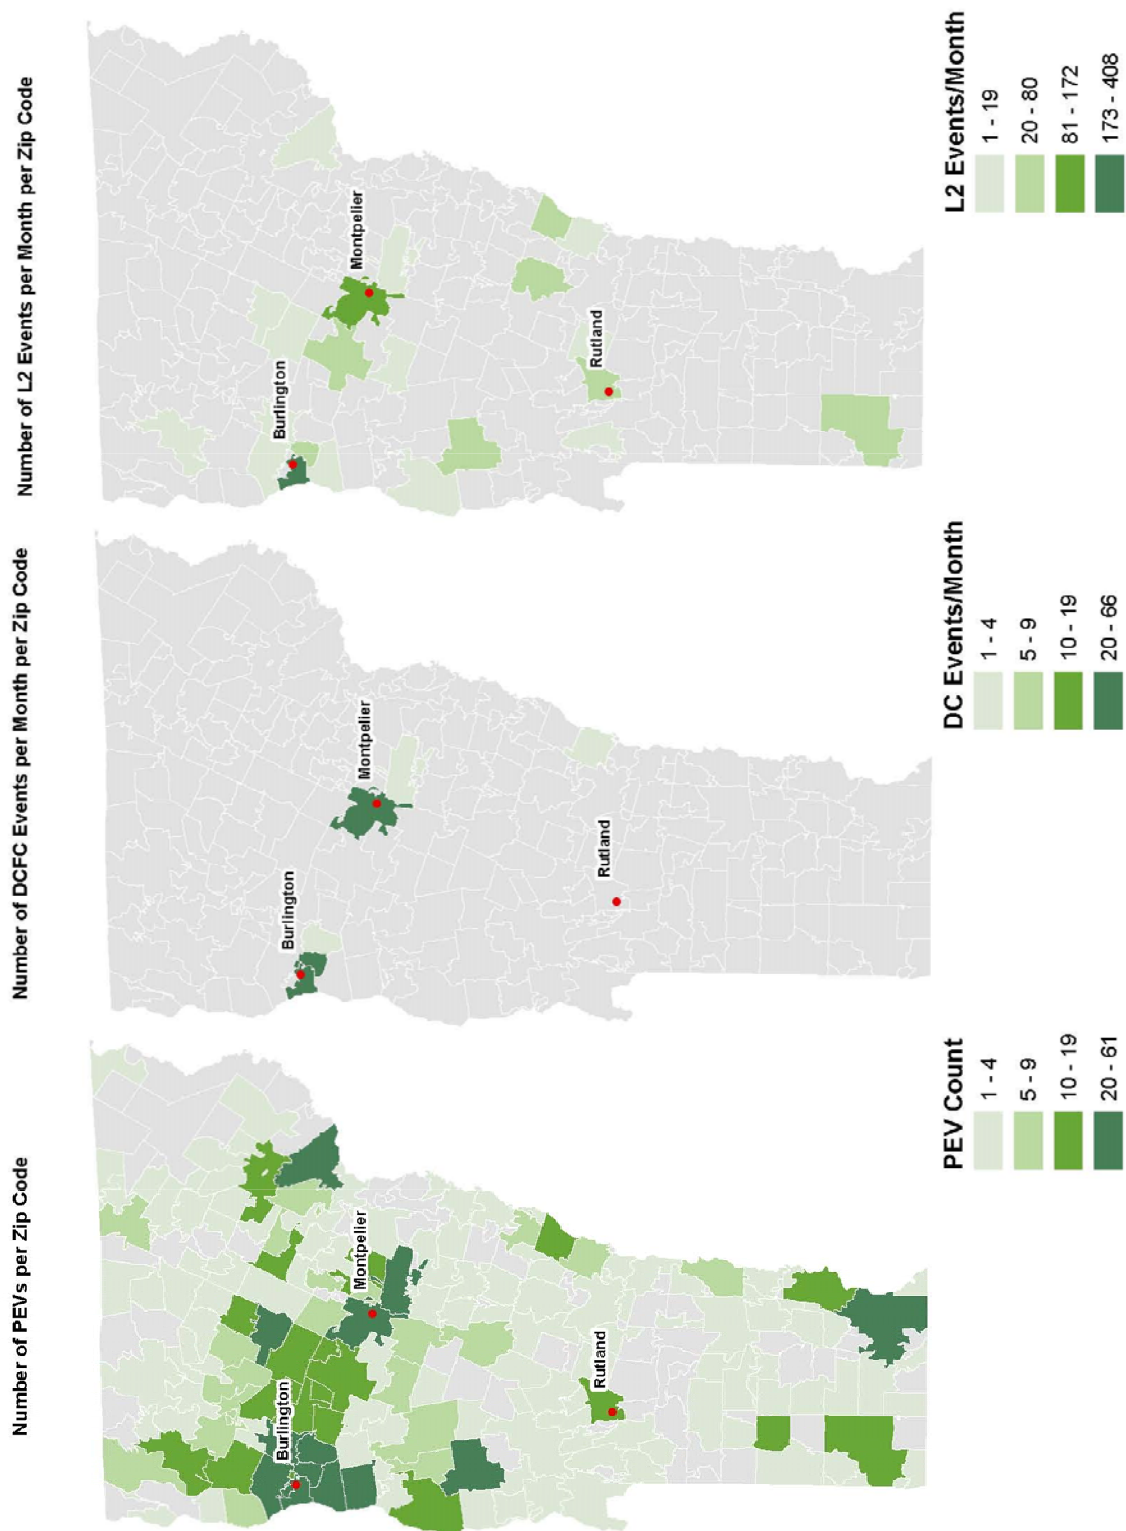 Number of PEVs per Zip Code
Burlington
Montpelier
Rutland
PEV Count
1 - 4
5 - 9
10 - 19
20 - 61
Number of DCFC Events per Month per Zip Code
Burlington
Montpelier
Rutland
DC Events/Month
1 - 4
5 - 9
10 - 19
20 - 66
Number of L2 Events per Month per Zip Code
Burlington
Montpelier
Rutland
L2 Events/Month
1 - 19
20 - 80
81 - 172
173 - 408